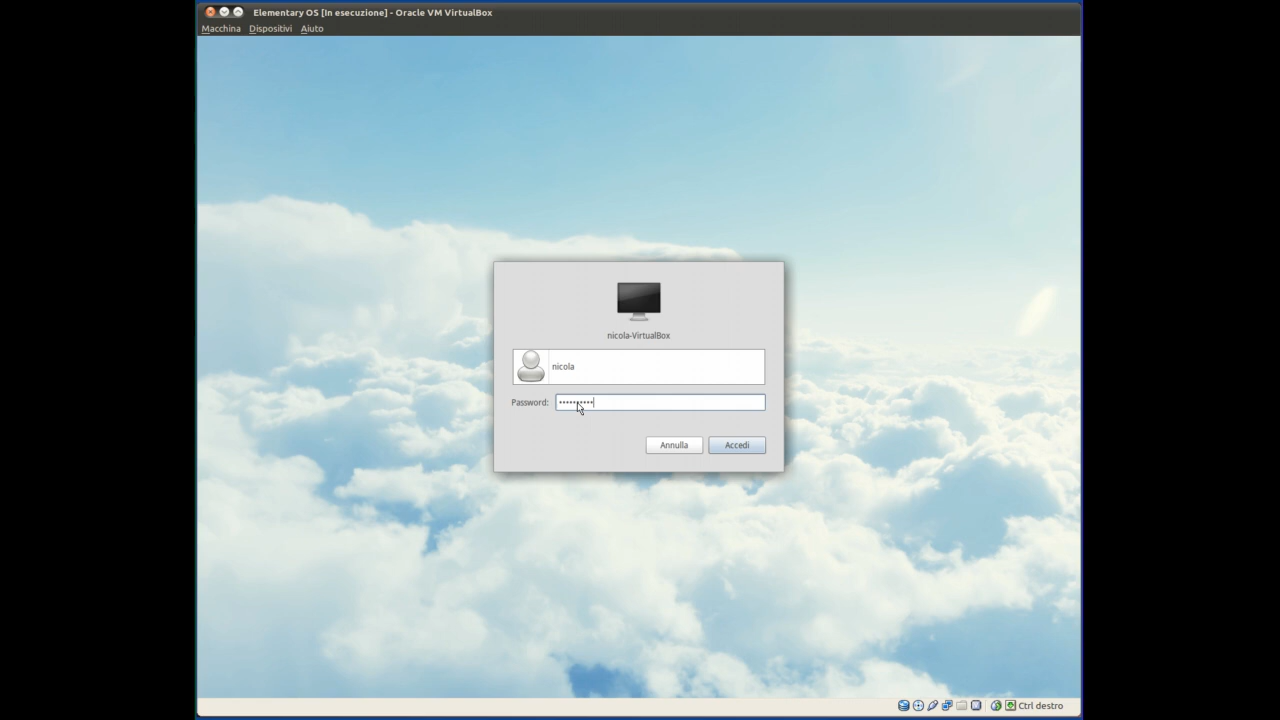 Elementary OS [In esecuzione] - Oracle VM VirtualBox
Macchina Dispositivi Aiuto
nicola-VirtualBox
nicola
Password: ••••••••••
Annulla Accedi
Ctrl destro